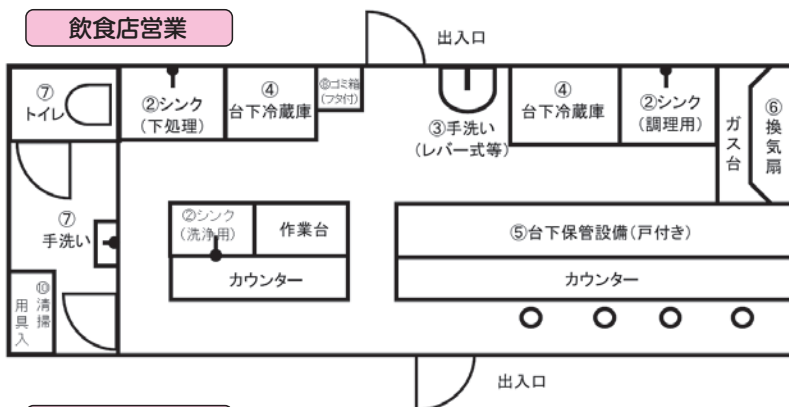 飲食店営業
出入口
⑦
トイレ
②シンク
(下処理)
④
台下冷蔵庫
⑧ゴミ箱
(フタ付)
③手洗い
(レバー式等)
④
台下冷蔵庫
②シンク
(調理用)
ガス台
⑥換気扇
⑦
手洗い
②シンク
(洗浄用)
作業台
カウンター
⑤台下保管設備(戸付き)
カウンター
⑩清掃
用具入
出入口